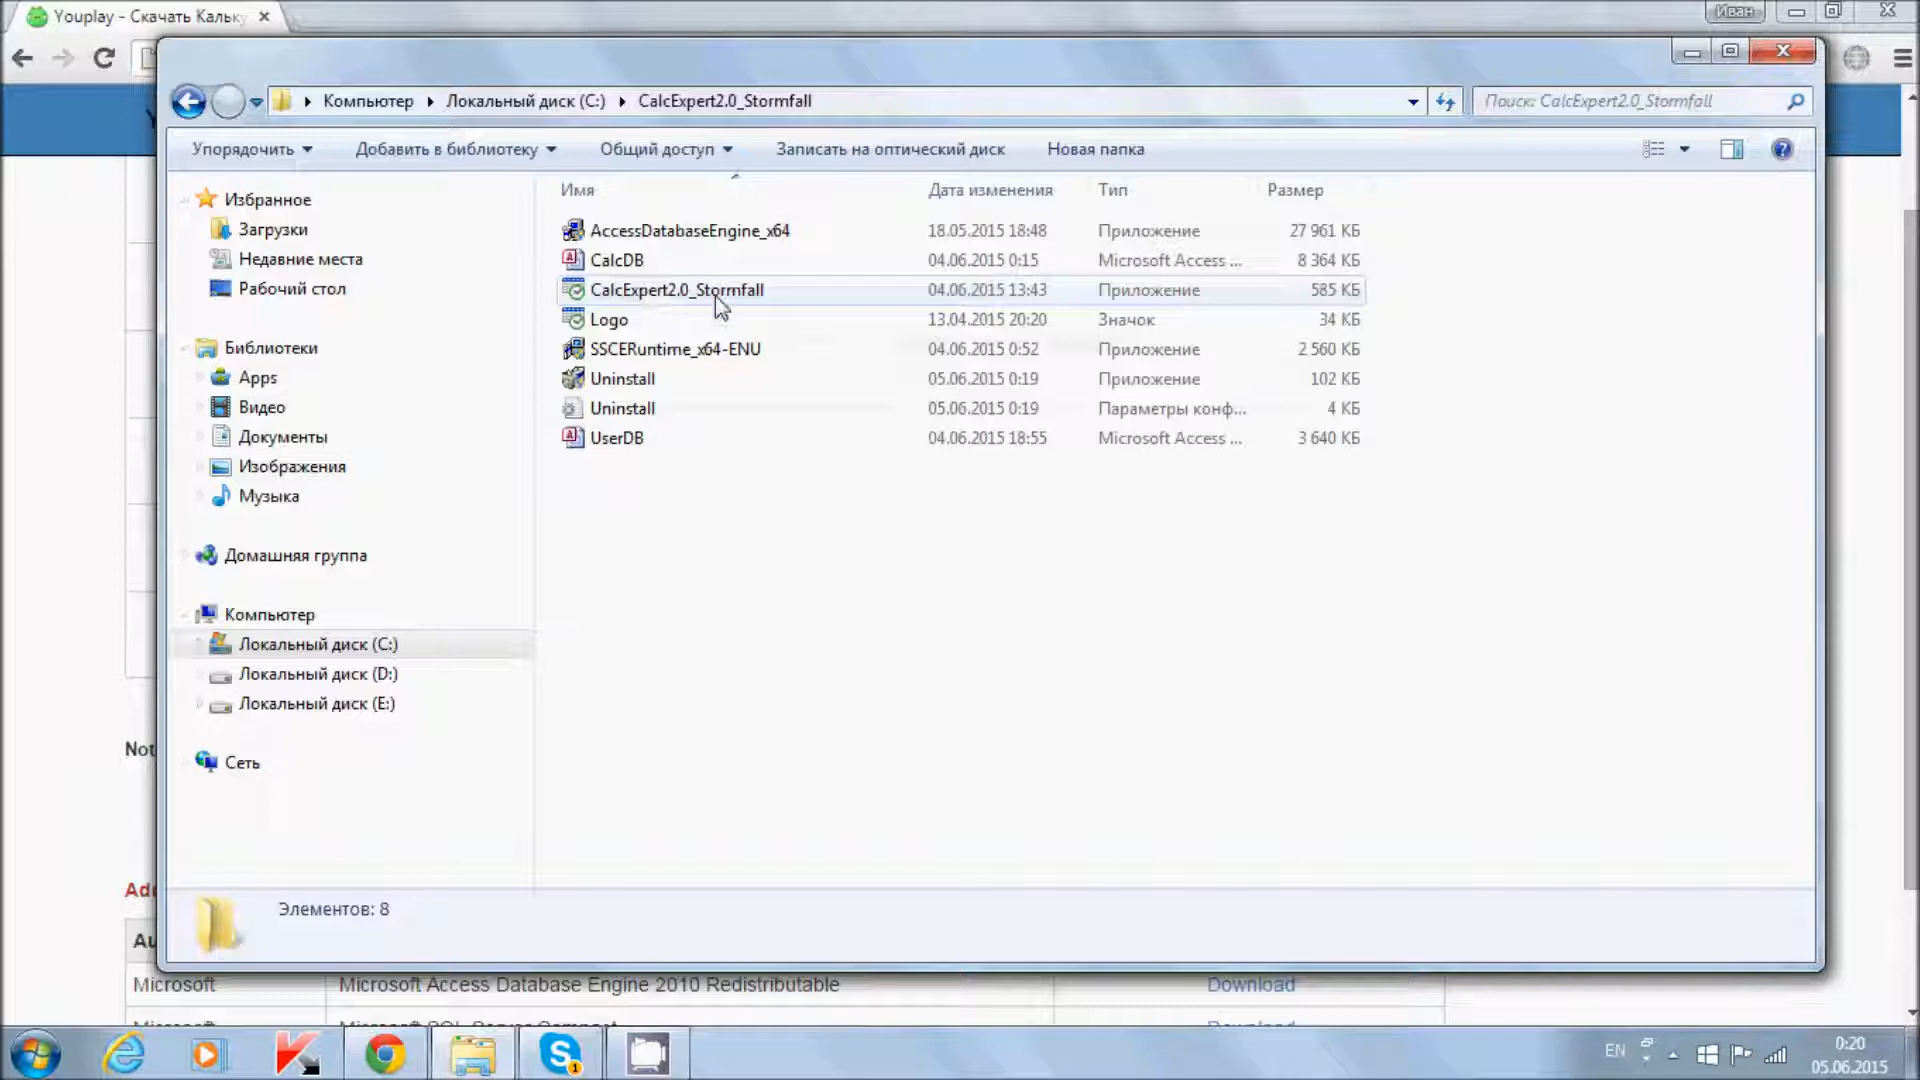 Youplay - Скачать Кальку
Иван
Компьютер
Локальный диск (C:)
CalcExpert2.0_Stormfall
Поиск: CalcExpert2.0_Stormfall
Упорядочить
Добавить в библиотеку
Общий доступ
Записать на оптический диск
Новая папка
Имя Дата изменения Тип Размер
Избранное
Загрузки
Недавние места
Рабочий стол
Библиотеки
Apps
Видео
Документы
Изображения
Музыка
Домашняя группа
Компьютер
Локальный диск (C:)
Локальный диск (D:)
Локальный диск (E:)
Сеть
AccessDatabaseEngine_x64 18.05.2015 18:48 Приложение 27 961 КБ
CalcDB 04.06.2015 0:15 Microsoft Access ... 8 364 КБ
CalcExpert2.0_Stormfall 04.06.2015 13:43 Приложение 585 КБ
Logo 13.04.2015 20:20 Значок 34 КБ
SSCERuntime_x64-ENU 04.06.2015 0:52 Приложение 2 560 КБ
Uninstall 05.06.2015 0:19 Приложение 102 КБ
Uninstall 05.06.2015 0:19 Параметры конф... 4 КБ
UserDB 04.06.2015 18:55 Microsoft Access ... 3 640 КБ
Элементов: 8
Not
Microsoft Microsoft Access Database Engine 2010 Redistributable Download
EN
0:20
05.06.2015